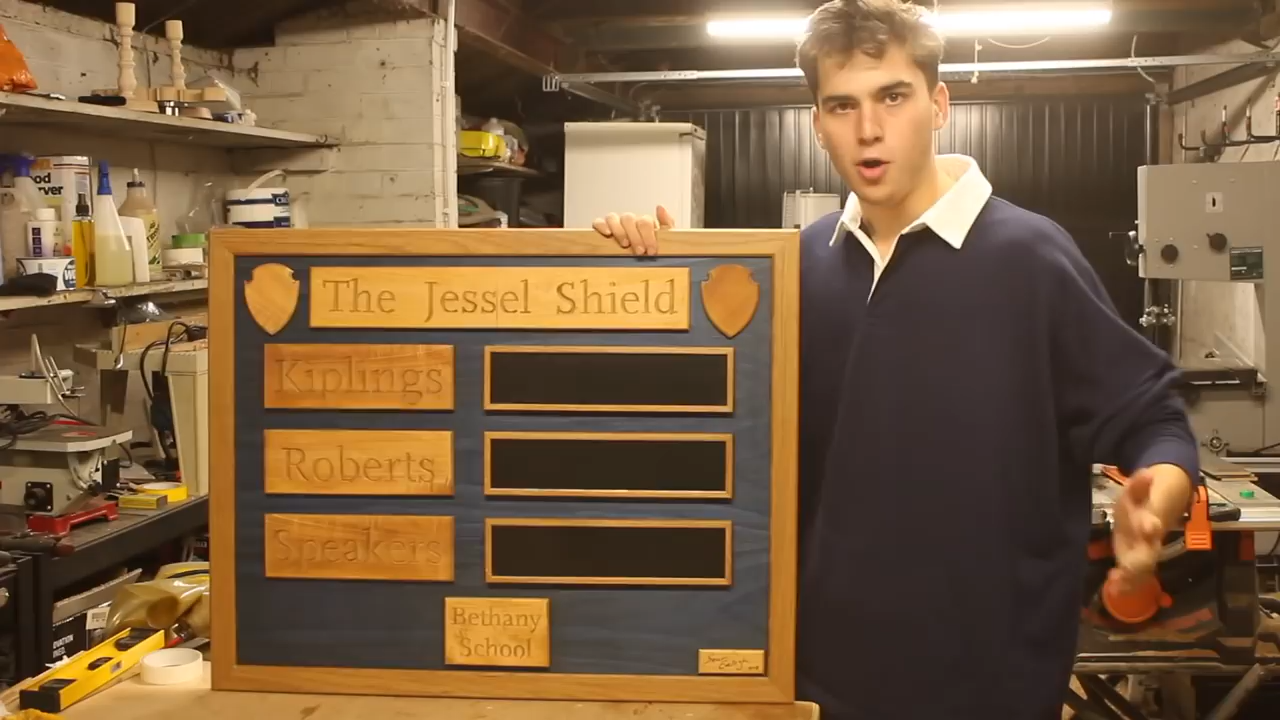 The Jessel Shield
Kiplings
Roberts
Speakers
Bethany
School